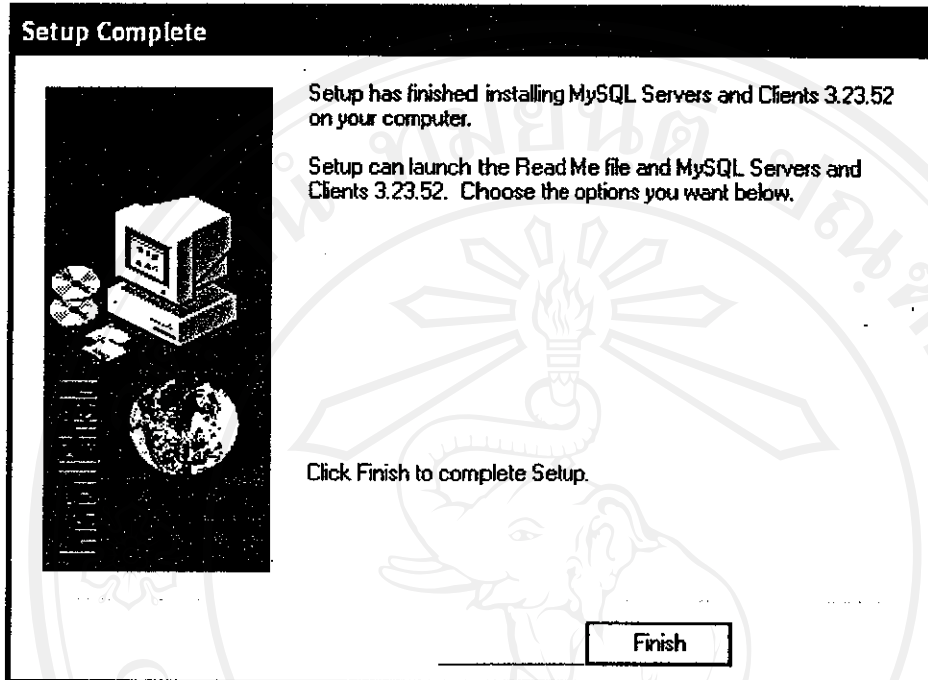 Setup Complete
Setup has finished installing MySQL Servers and Clients 3.23.52
on your computer.
Setup can launch the Read Me file and MySQL Servers and
Clients 3.23.52. Choose the options you want below.
Click Finish to complete Setup.
Finish